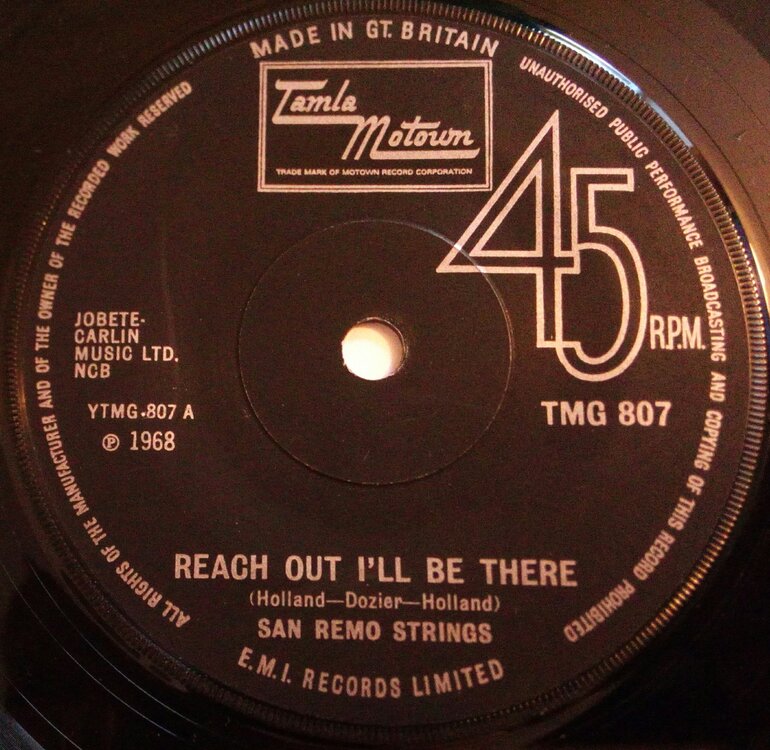 MADE IN GT. BRITAIN
Tamla
Motown
TRADE MARK OF MOTOWN RECORD CORPORATION
45
R.P.M.
JOBETE-
CARLIN
MUSIC LTD.
NCB
YTMG.807 A
℗ 1968
TMG 807
REACH OUT I'LL BE THERE
(Holland—Dozier—Holland)
SAN REMO STRINGS
E.M.I. RECORDS LIMITED
ALL RIGHTS OF THE MANUFACTURER AND OF THE OWNER OF THE RECORDED WORK RESERVED
UNAUTHORISED PUBLIC PERFORMANCE BROADCASTING AND COPYING OF THIS RECORD PROHIBITED